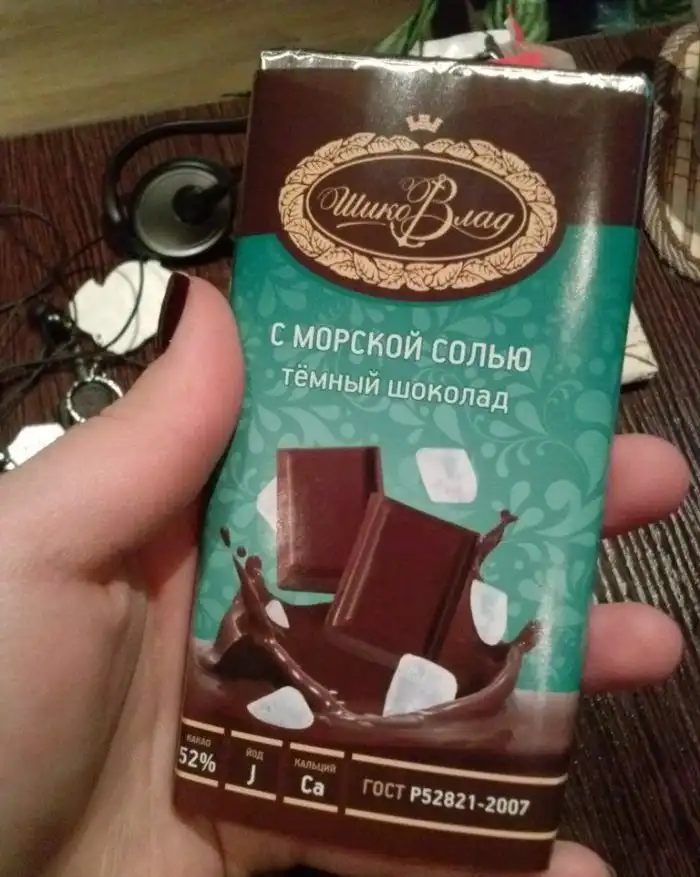 ШикоВлад
С МОРСКОЙ СОЛЬЮ
ТЁМНЫЙ ШОКОЛАД
КАКАО
52%
ЙОД
J
КАЛЬЦИЙ
Ca
ГОСТ Р52821-2007